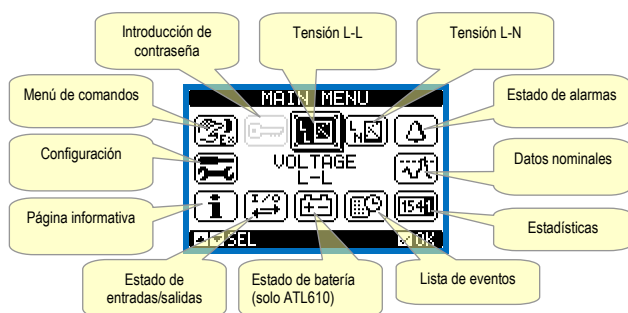 Introducción de
contraseña
Tensión L-L
Tensión L-N
Menú de comandos
Estado de alarmas
Configuración
Datos nominales
Página informativa
Estadísticas
Estado de
entradas/salidas
Estado de batería
(solo ATL610)
Lista de eventos
MAIN MENU
Ex
L N
VOLTAGE
L-L
i
I/O
1541
SEL
OK